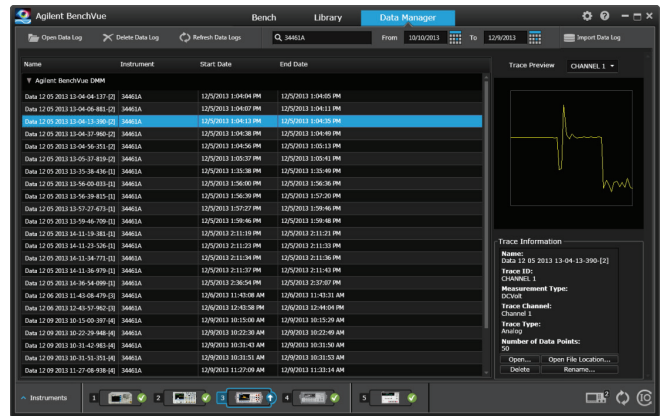 Agilent BenchVue
Bench Library Data Manager
Open Data Log Delete Data Log Refresh Data Logs 34461A From 10/10/2013 To 12/9/2013 Import Data Log
Name Instrument Start Date End Date
Agilent BenchVue DMM
Data 12 05 2013 13-04-04-137-[2] 34461A 12/5/2013 1:04:04 PM 12/5/2013 1:04:05 PM
Data 12 05 2013 13-04-06-881-[2] 34461A 12/5/2013 1:04:07 PM 12/5/2013 1:04:11 PM
Data 12 05 2013 13-04-13-390-[2] 34461A 12/5/2013 1:04:13 PM 12/5/2013 1:04:35 PM
Data 12 05 2013 13-04-37-960-[2] 34461A 12/5/2013 1:04:38 PM 12/5/2013 1:04:49 PM
Data 12 05 2013 13-04-56-351-[2] 34461A 12/5/2013 1:04:56 PM 12/5/2013 1:05:13 PM
Data 12 05 2013 13-05-37-819-[2] 34461A 12/5/2013 1:05:37 PM 12/5/2013 1:05:41 PM
Data 12 05 2013 13-35-38-436-[1] 34461A 12/5/2013 1:35:38 PM 12/5/2013 1:35:49 PM
Data 12 05 2013 13-56-00-033-[1] 34461A 12/5/2013 1:56:00 PM 12/5/2013 1:56:36 PM
Data 12 05 2013 13-56-39-815-[1] 34461A 12/5/2013 1:56:39 PM 12/5/2013 1:57:20 PM
Data 12 05 2013 13-57-27-673-[1] 34461A 12/5/2013 1:57:27 PM 12/5/2013 1:59:46 PM
Data 12 05 2013 13-59-46-709-[1] 34461A 12/5/2013 1:59:46 PM 12/5/2013 1:59:48 PM
Data 12 05 2013 14-11-19-381-[1] 34461A 12/5/2013 2:11:19 PM 12/5/2013 2:11:21 PM
Data 12 05 2013 14-11-23-526-[1] 34461A 12/5/2013 2:11:23 PM 12/5/2013 2:11:33 PM
Data 12 05 2013 14-11-34-771-[1] 34461A 12/5/2013 2:11:34 PM 12/5/2013 2:11:36 PM
Data 12 05 2013 14-11-36-979-[1] 34461A 12/5/2013 2:11:37 PM 12/5/2013 2:11:43 PM
Data 12 05 2013 14-36-54-099-[1] 34461A 12/5/2013 2:36:54 PM 12/5/2013 2:37:07 PM
Data 12 06 2013 11-43-08-479-[3] 34461A 12/6/2013 11:43:08 AM 12/6/2013 11:43:31 AM
Data 12 06 2013 12-43-57-962-[3] 34461A 12/6/2013 12:43:58 PM 12/6/2013 12:44:04 PM
Data 12 09 2013 10-15-00-397-[4] 34461A 12/9/2013 10:15:00 AM 12/9/2013 10:15:29 AM
Data 12 09 2013 10-22-29-948-[4] 34461A 12/9/2013 10:22:30 AM 12/9/2013 10:22:49 AM
Data 12 09 2013 10-31-42-983-[4] 34461A 12/9/2013 10:31:43 AM 12/9/2013 10:31:50 AM
Data 12 09 2013 10-31-51-351-[4] 34461A 12/9/2013 10:31:51 AM 12/9/2013 10:31:53 AM
Data 12 09 2013 11-27-08-938-[4] 34461A 12/9/2013 11:27:09 AM 12/9/2013 11:33:14 AM
Trace Preview CHANNEL 1
Trace Information
Name:
Data 12 05 2013 13-04-13-390-[2]
Trace ID:
CHANNEL 1
Measurement Type:
DCVolt
Trace Channel:
Channel 1
Trace Type:
Analog
Number of Data Points:
50
Open... Open File Location...
Delete Rename...
Instruments 1 2 3 4 5